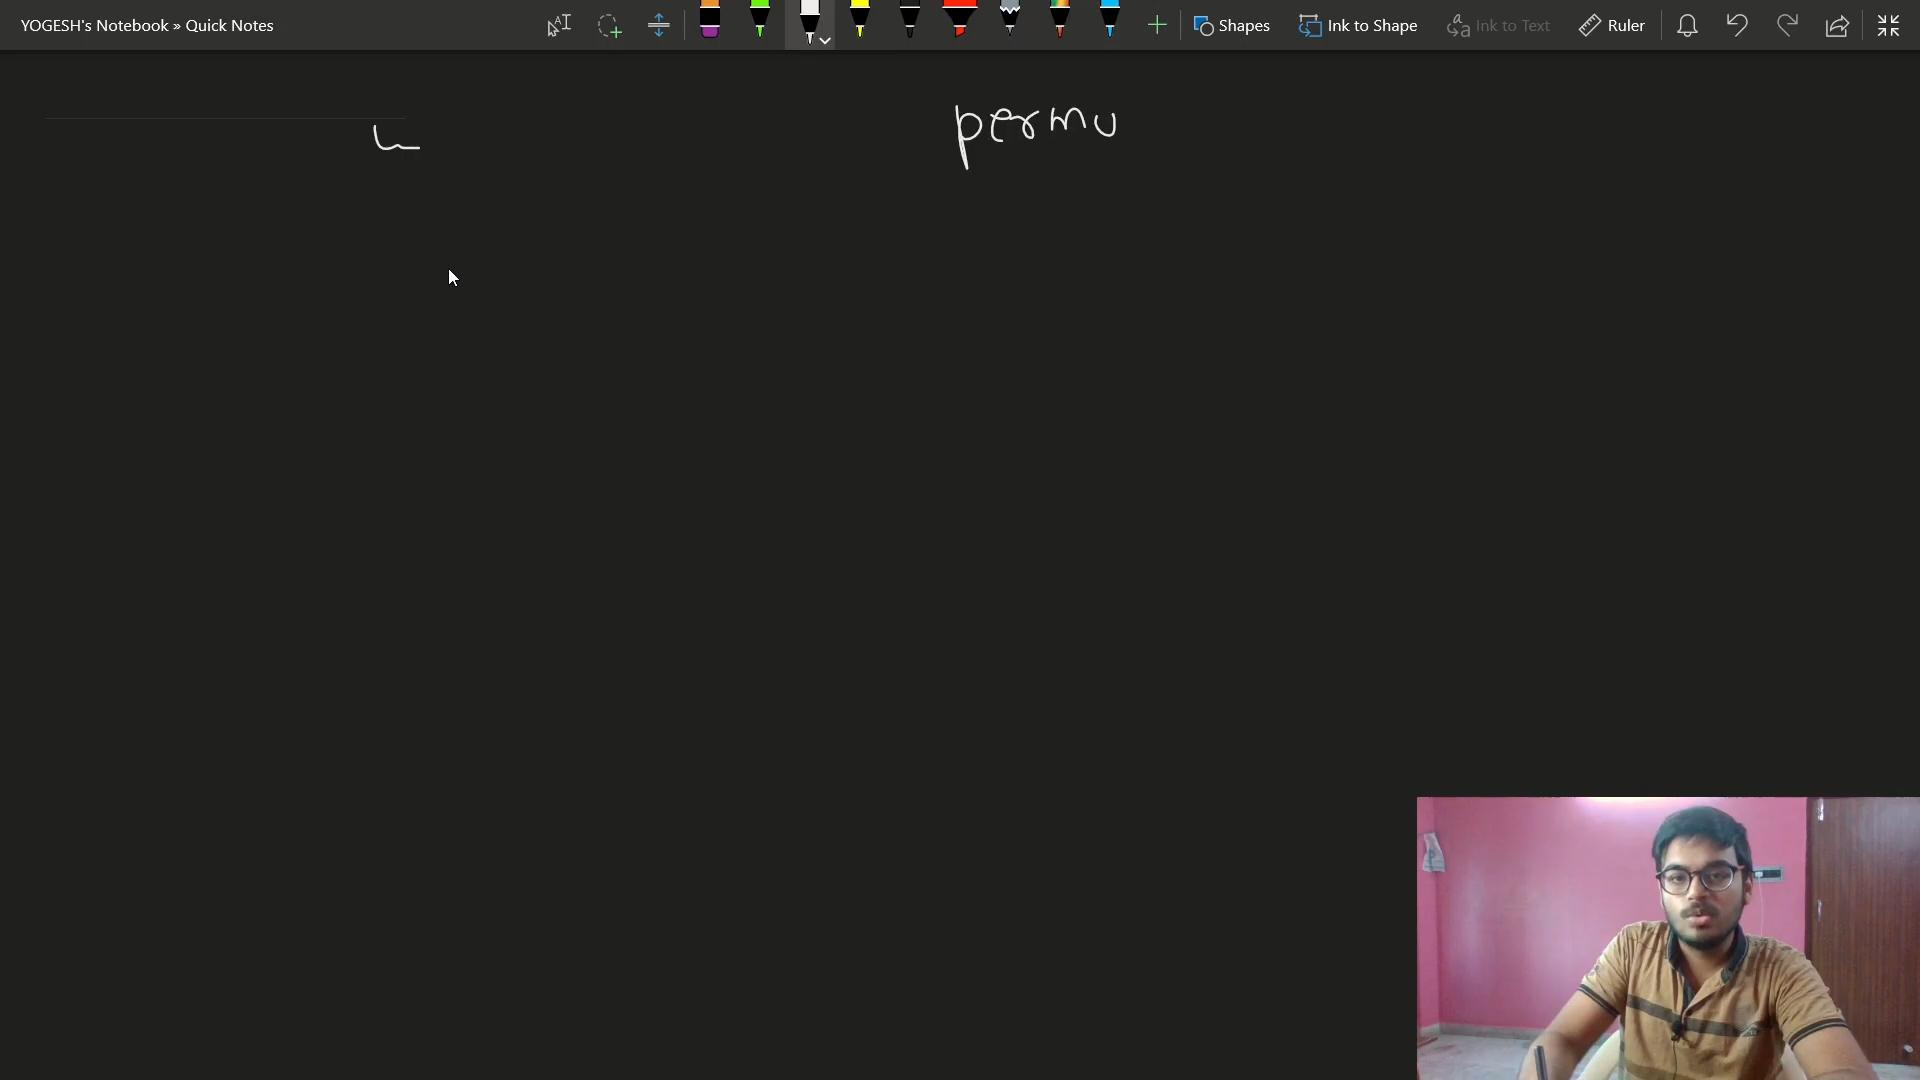 YOGESH's Notebook » Quick Notes
Shapes
Ink to Shape
Ink to Text
Ruler
permu